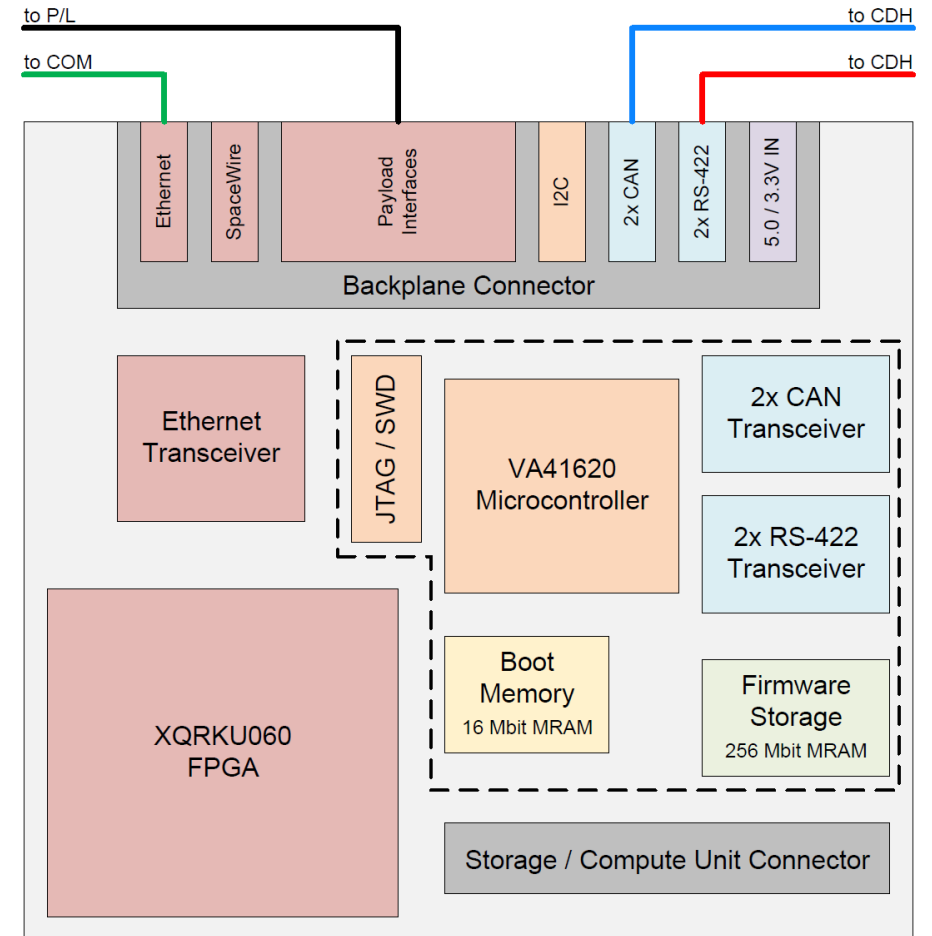 to P/L
to CDH
to COM
to CDH
Ethernet
SpaceWire
Payload
Interfaces
I2C
2x CAN
2x RS-422
5.0 / 3.3V IN
Backplane Connector
Ethernet
Transceiver
JTAG / SWD
VA41620
Microcontroller
2x CAN
Transceiver
2x RS-422
Transceiver
Boot
Memory
16 Mbit MRAM
Firmware
Storage
256 Mbit MRAM
XQRKU060
FPGA
Storage / Compute Unit Connector